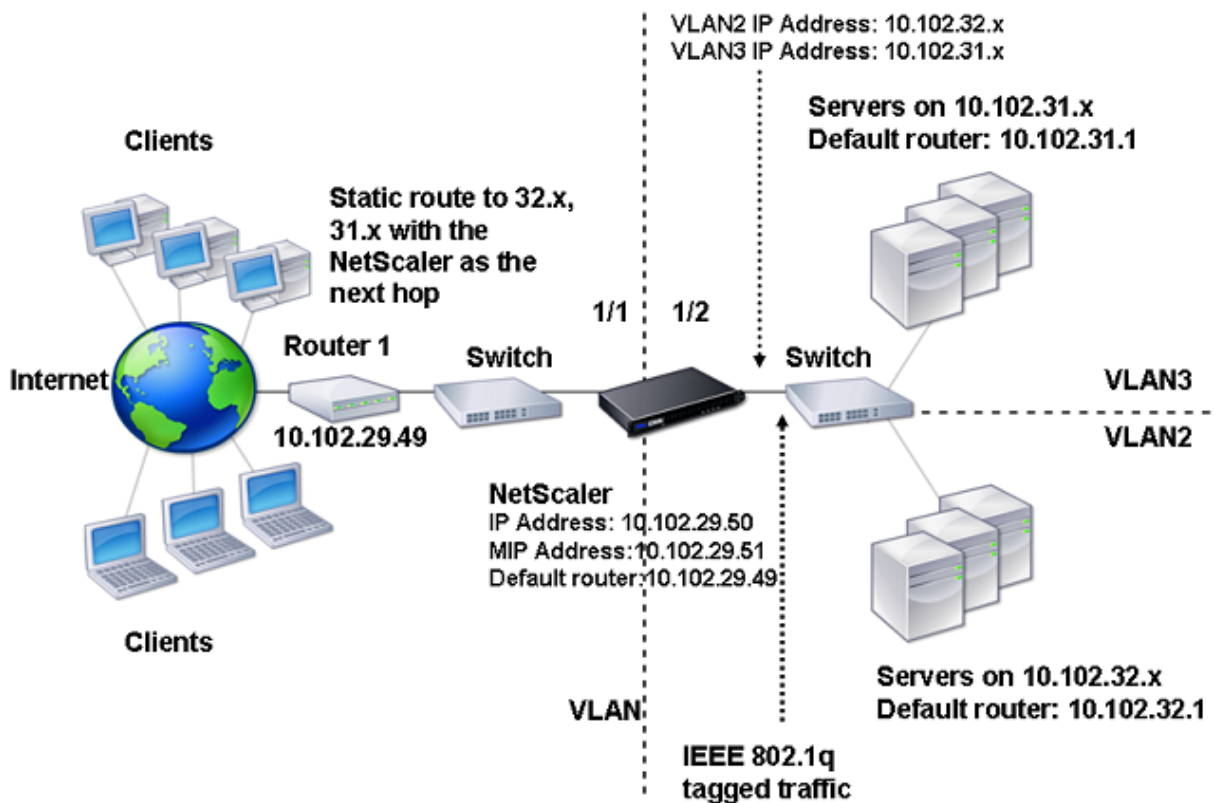 VLAN2 IP Address: 10.102.32.x
VLAN3 IP Address: 10.102.31.x
Servers on 10.102.31.x
Default router: 10.102.31.1
Clients
Static route to 32.x,
31.x with the
NetScaler as the
next hop
1/1
1/2
Internet
Router 1
Switch
Switch
VLAN3
VLAN2
10.102.29.49
NetScaler
IP Address: 10.102.29.50
MIP Address:10.102.29.51
Default router:10.102.29.49
Clients
Servers on 10.102.32.x
Default router: 10.102.32.1
VLAN
IEEE 802.1q
tagged traffic